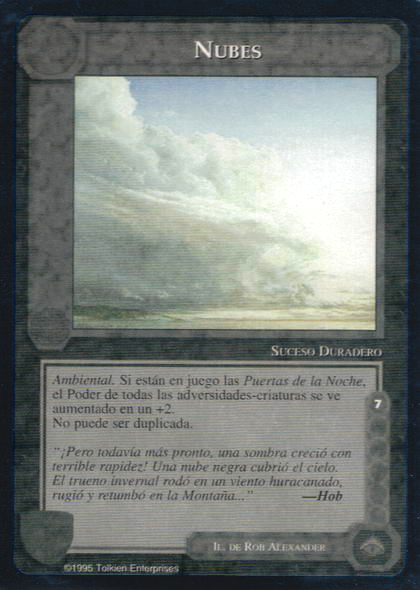 Nubes
Suceso Duradero
Ambiental. Si están en juego las Puertas de la Noche,
el Poder de todas las adversidades-criaturas se ve
aumentado en un +2.
No puede ser duplicada.
7
"¡Pero todavía más pronto, una sombra creció con
terrible rapidez! Una nube negra cubrió el cielo.
El trueno invernal rodó en un viento huracanado,
rugió y retumbó en la Montaña..." —Hob
Il. de Rob Alexander
©1995 Tolkien Enterprises